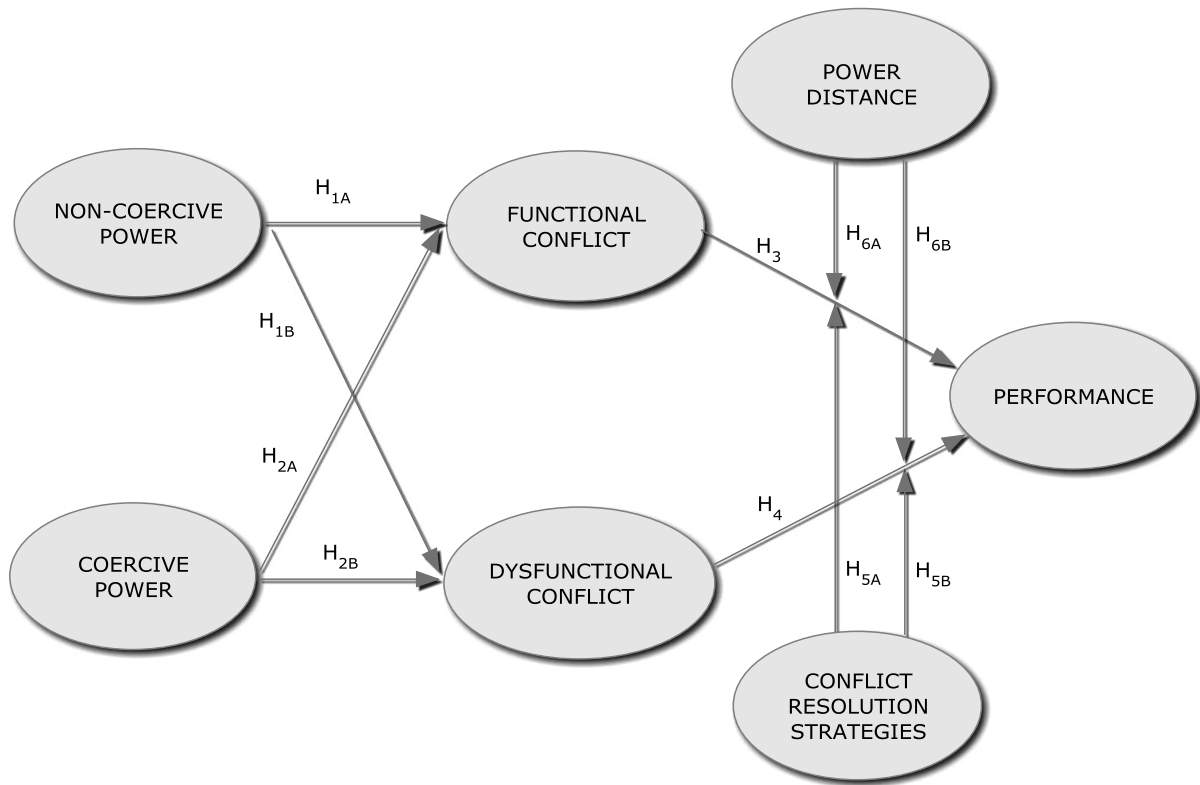 POWER
DISTANCE
NON-COERCIVE
POWER
H1A
FUNCTIONAL
CONFLICT
H3
H6A
H6B
H1B
PERFORMANCE
H2A
COERCIVE
POWER
H2B
DYSFUNCTIONAL
CONFLICT
H4
H5A
H5B
CONFLICT
RESOLUTION
STRATEGIES